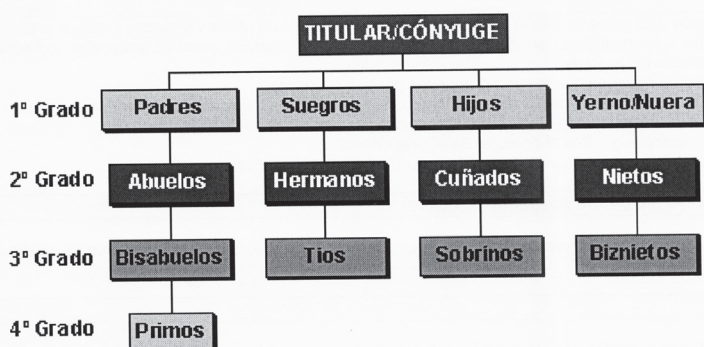 TITULAR/CÓNYUGE
1º Grado Padres Suegros Hijos Yerno/Nuera
2º Grado Abuelos Hermanos Cuñados Nietos
3º Grado Bisabuelos Tios Sobrinos Biznietos
4º Grado Primos